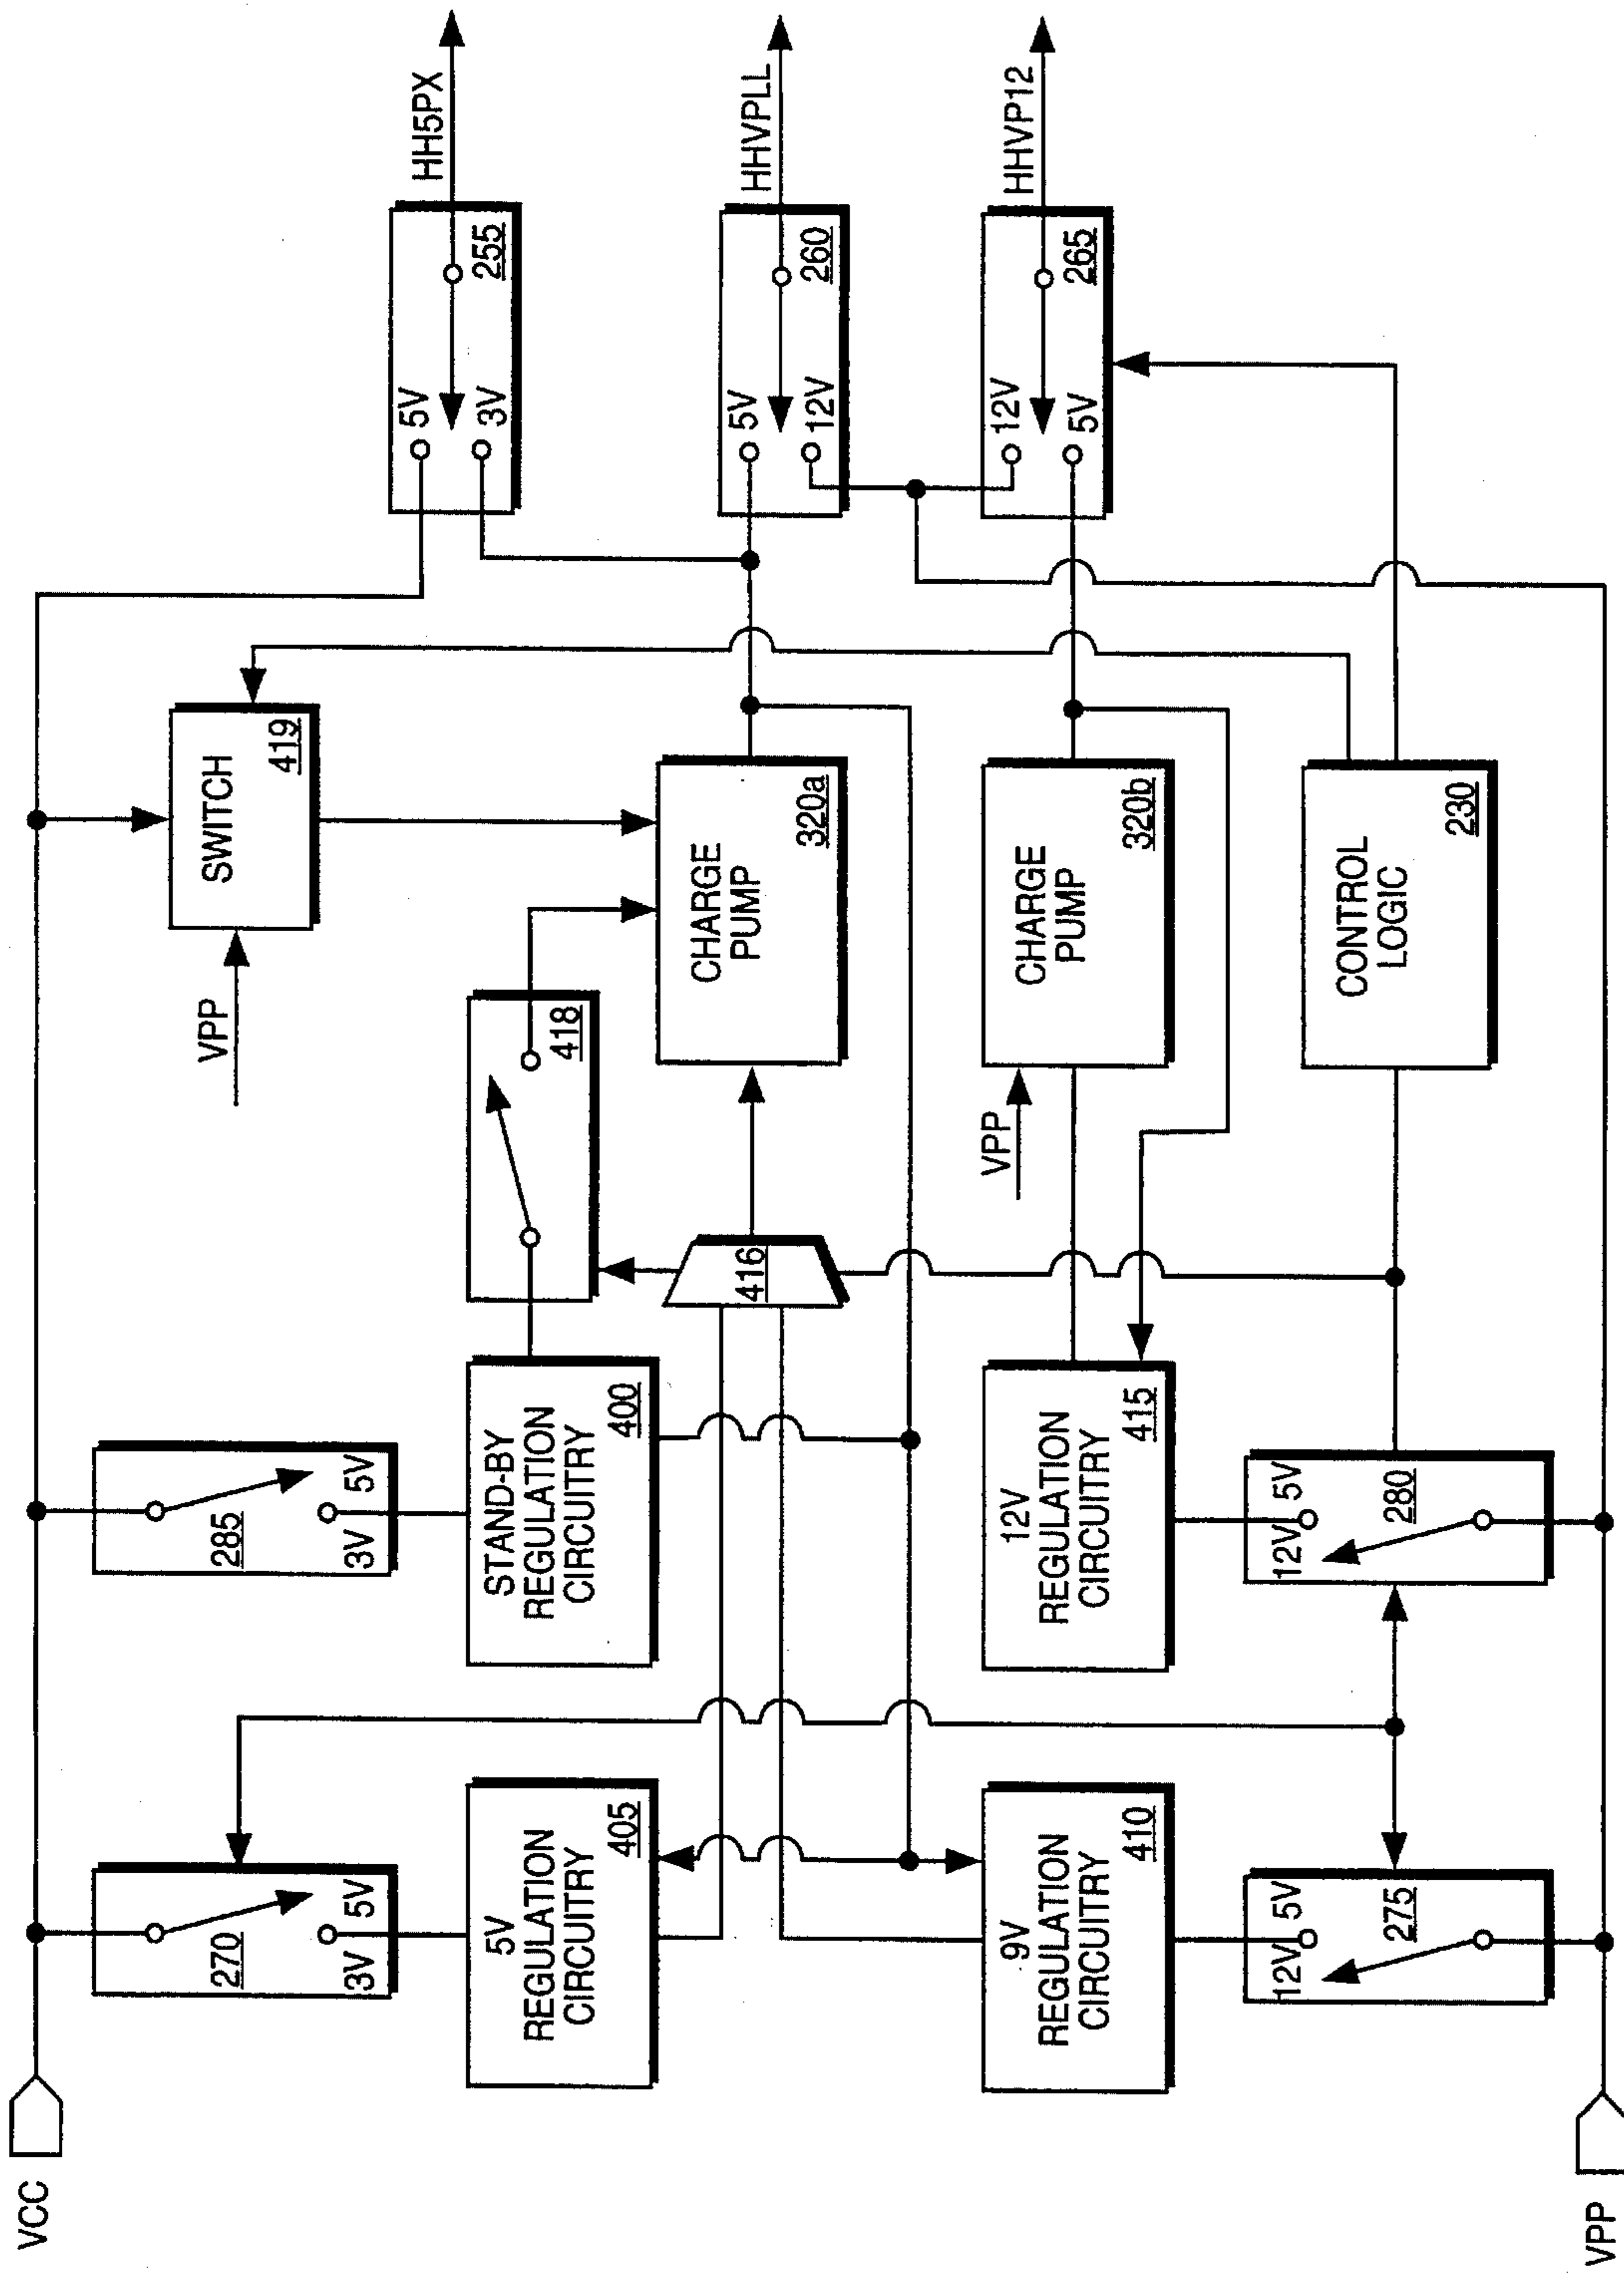 VCC
270
3V 5V
285
3V 5V
VPP
SWITCH
419
5V
3V
255
HH5PX
5V
REGULATION
CIRCUITRY
405
STAND-BY
REGULATION
CIRCUITRY
400
418
416
CHARGE
PUMP
320a
5V
12V
260
HHVPLL
9V
REGULATION
CIRCUITRY
410
12V
REGULATION
CIRCUITRY
415
VPP
CHARGE
PUMP
320b
12V
5V
265
HHVP12
12V 5V
275
12V 5V
280
CONTROL
LOGIC
230
VPP